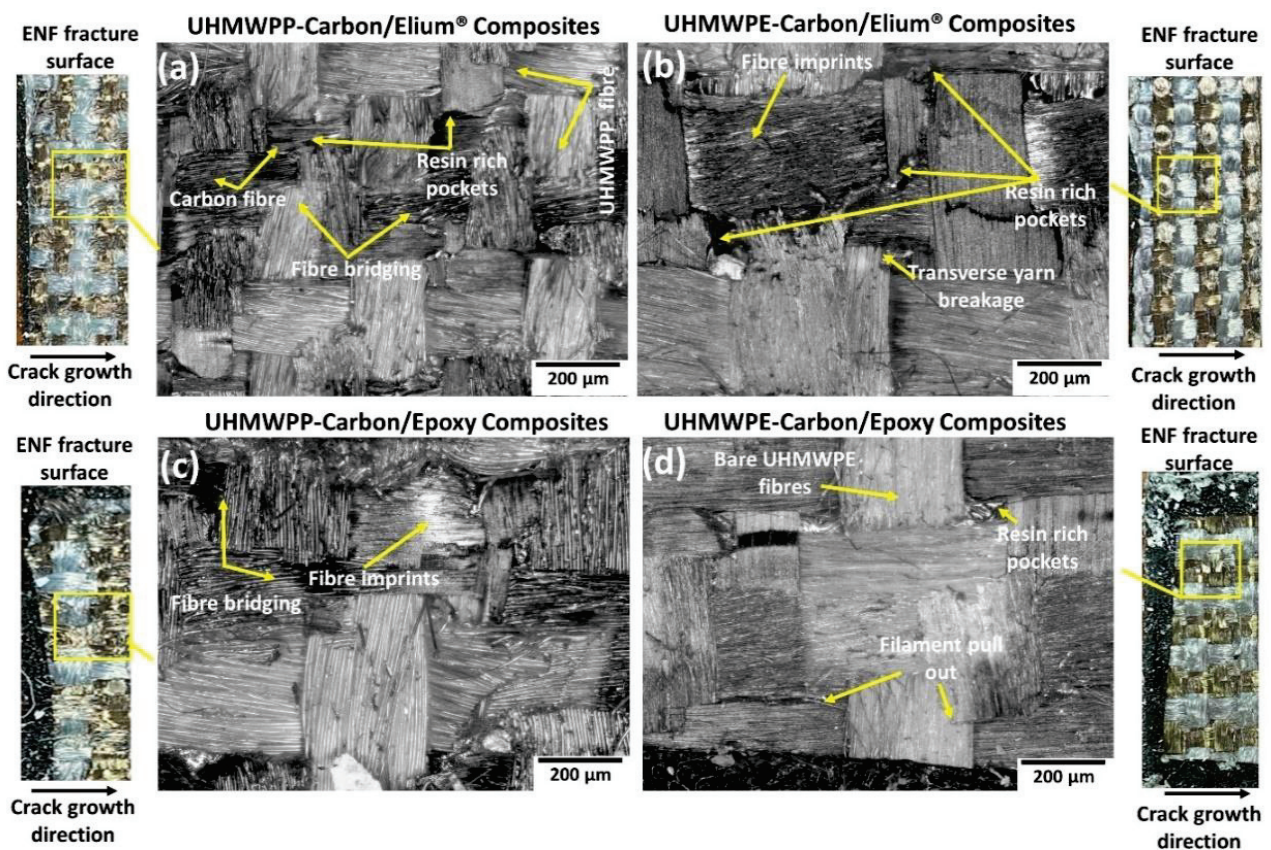 UHMWPP-Carbon/Elium® Composites
UHMWPE-Carbon/Elium® Composites
ENF fracture
surface
(a)
UHMWPP fibre
Resin rich
pockets
Carbon fibre
Fibre bridging
200 µm
Crack growth
direction
(b)
Fibre imprints
Resin rich
pockets
Transverse yarn
breakage
200 µm
ENF fracture
surface
Crack growth
direction
UHMWPP-Carbon/Epoxy Composites
UHMWPE-Carbon/Epoxy Composites
ENF fracture
surface
(c)
Fibre imprints
Fibre bridging
200 µm
Crack growth
direction
(d)
Bare UHMWPE
fibres
Resin rich
pockets
Filament pull
out
200 µm
ENF fracture
surface
Crack growth
direction